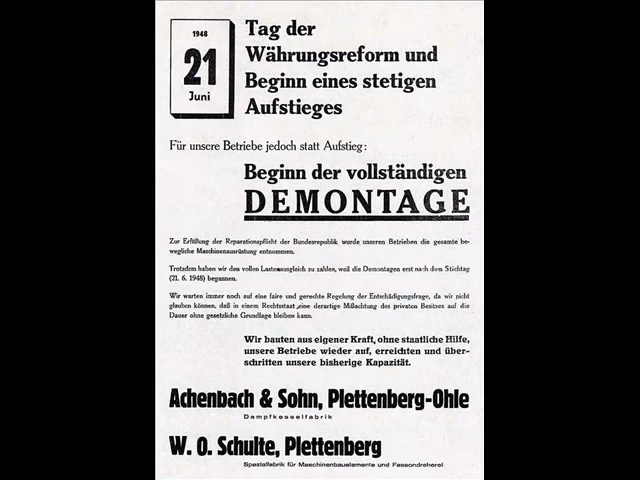 1948
21
Juni
Tag der
Währungsreform und
Beginn eines stetigen
Aufstieges
Für unsere Betriebe jedoch statt Aufstieg:
Beginn der vollständigen
DEMONTAGE
Zur Erfüllung der Reparationspflicht der Bundesrepublik wurde unseren Betrieben die gesamte be-
wegliche Maschinenausrüstung entnommen.
Trotzdem haben wir den vollen Lastenausgleich zu zahlen, weil die Demontagen erst nach dem Stichtag
(21. 6. 1948) begannen.
Wir warten immer noch auf eine faire und gerechte Regelung der Entschädigungsfrage, da wir nicht
glauben können, daß in einem Rechtsstaat eine derartige Mißachtung des privaten Besitzes auf die
Dauer ohne gesetzliche Grundlage bleiben kann.
Wir bauten aus eigener Kraft, ohne staatliche Hilfe,
unsere Betriebe wieder auf, erreichten und über-
schritten unsere bisherige Kapazität.
Achenbach & Sohn, Plettenberg-Ohle
Dampfkesselfabrik
W. O. Schulte, Plettenberg
Spezialfabrik für Maschinenbauelemente und Fassondreherei